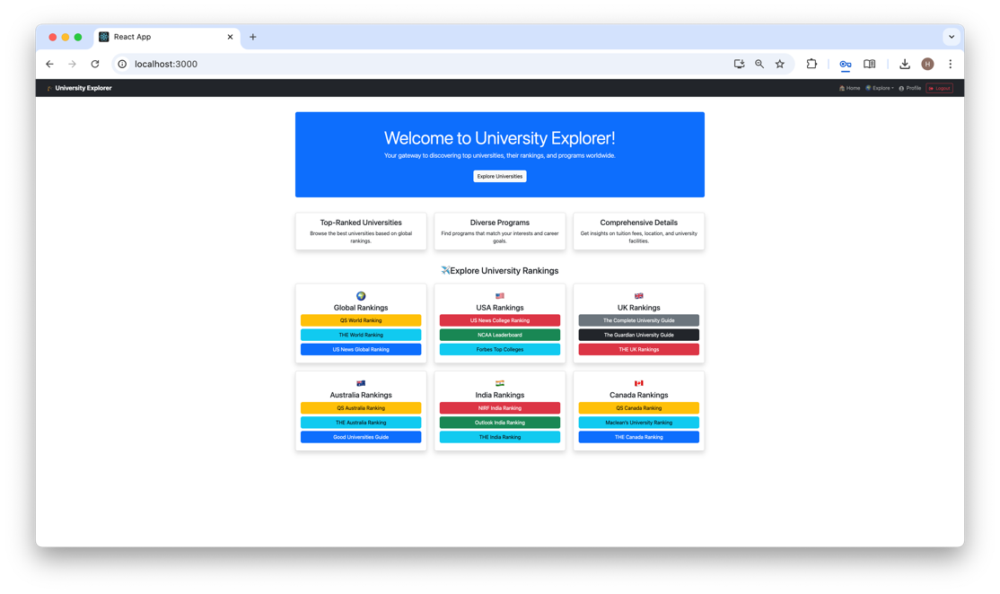 React App
localhost:3000
H
University Explorer
Home
Explore
Profile
Logout
Welcome to University Explorer!
Your gateway to discovering top universities, their rankings, and programs worldwide.
Explore Universities
Top-Ranked Universities
Browse the best universities based on global
rankings.
Diverse Programs
Find programs that match your interests and career
goals.
Comprehensive Details
Get insights on tuition fees, location, and university
facilities.
Explore University Rankings
Global Rankings
QS World Ranking
THE World Ranking
US News Global Ranking
USA Rankings
US News College Ranking
NCAA Leaderboard
Forbes Top Colleges
UK Rankings
The Complete University Guide
The Guardian University Guide
THE UK Rankings
Australia Rankings
QS Australia Ranking
THE Australia Ranking
Good Universities Guide
India Rankings
NIRF India Ranking
Outlook India Ranking
THE India Ranking
Canada Rankings
QS Canada Ranking
Maclean's University Ranking
THE Canada Ranking